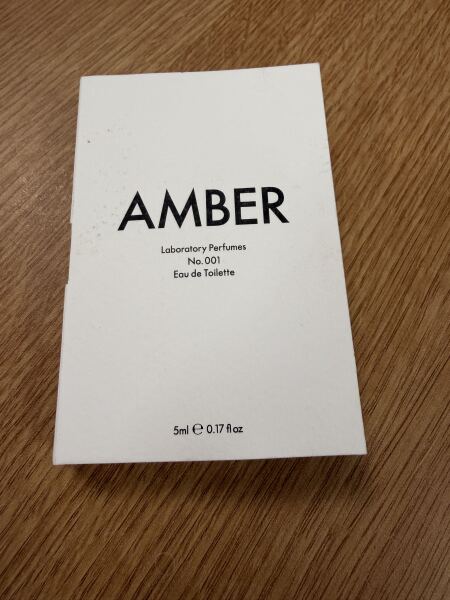 AMBER
Laboratory Perfumes
No. 001
Eau de Toilette
5ml ℮ 0.17 fl oz